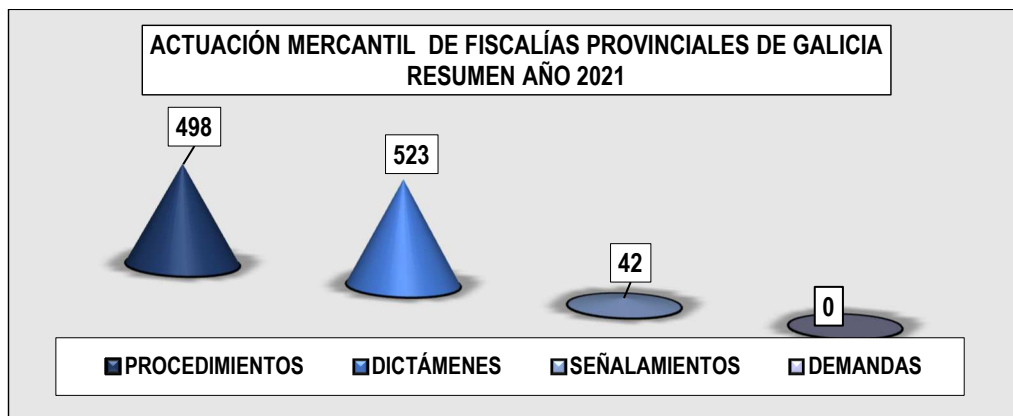 ACTUACIÓN MERCANTIL DE FISCALÍAS PROVINCIALES DE GALICIA
RESUMEN AÑO 2021
498
523
42
0
PROCEDIMIENTOS DICTÁMENES SEÑALAMIENTOS DEMANDAS